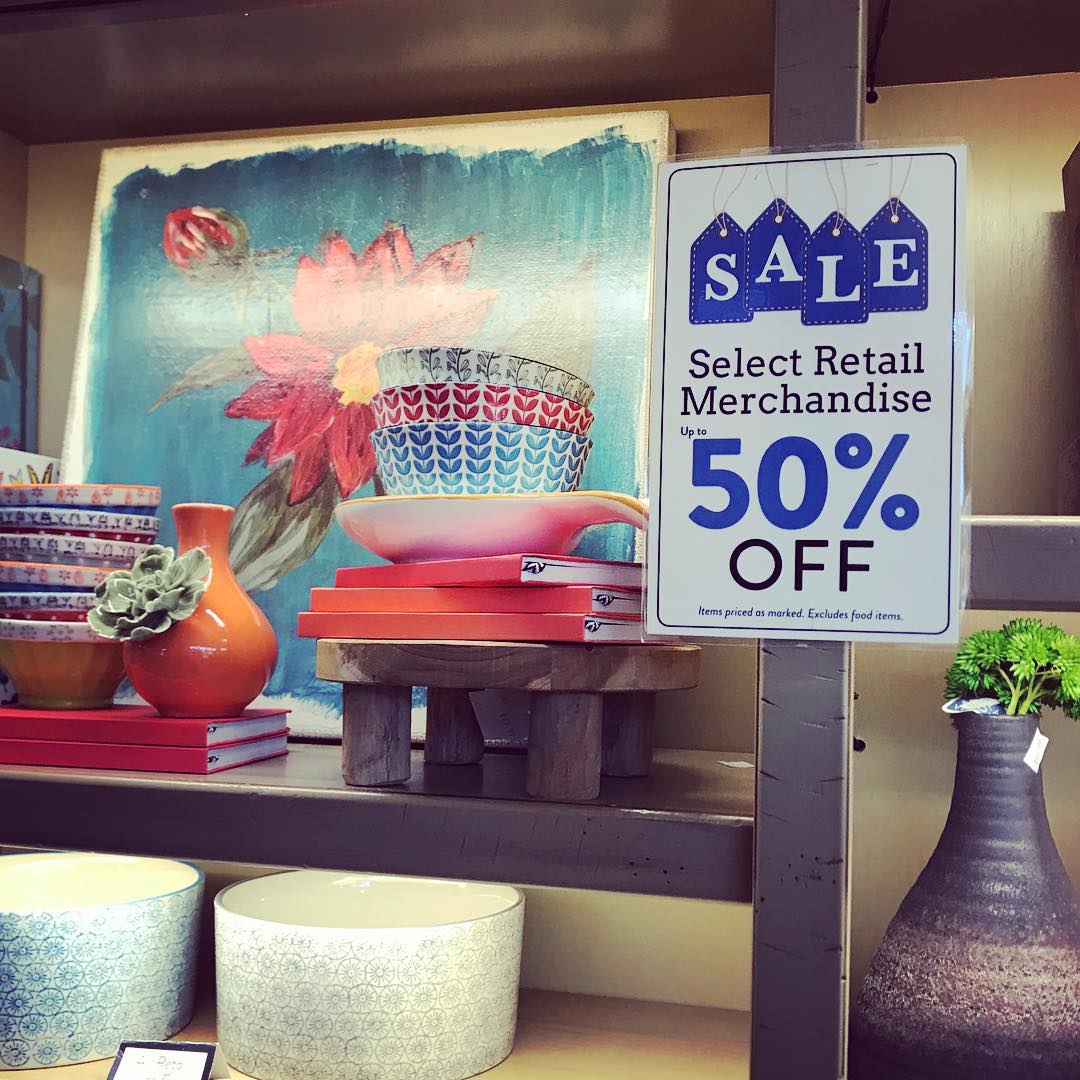 SALE
Select Retail
Merchandise
Up to
50%
OFF
Items priced as marked. Excludes food items.